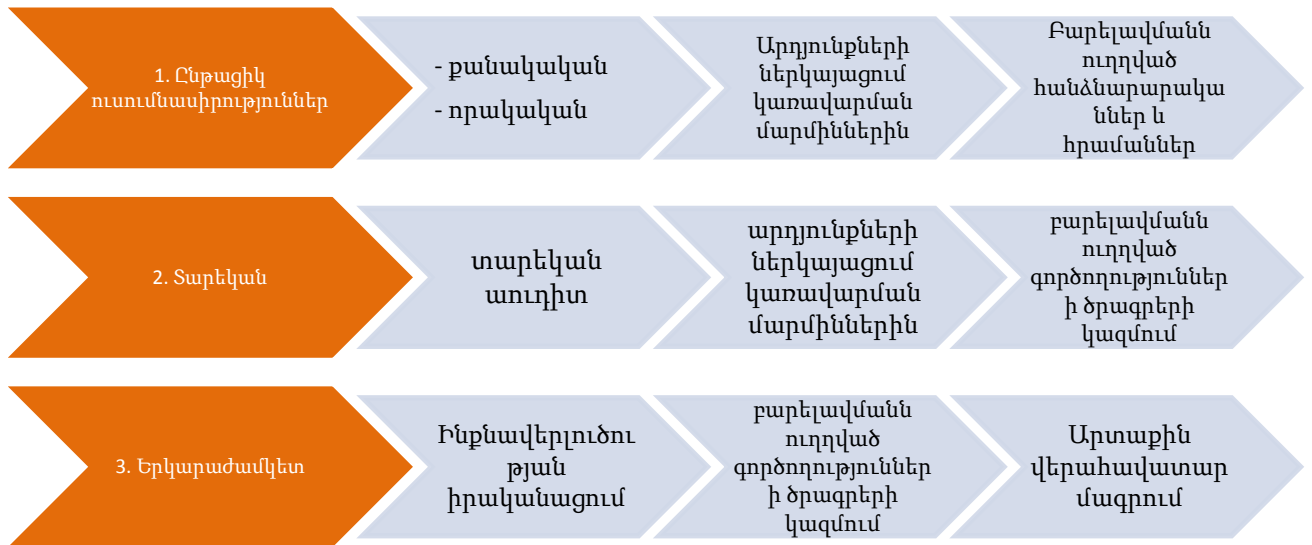 1. Ընթացիկ
ուսումնասիրություններ
- քանակական
- որակական
Արդյունքների
ներկայացում
կառավարման
մարմիններին
Բարելավմանն
ուղղված
հանձնարարակա
ններ և
հրամաններ
2. Տարեկան
տարեկան
աուդիտ
արդյունքների
ներկայացում
կառավարման
մարմիններին
բարելավմանն
ուղղված
գործողություններ
ի ծրագրերի
կազմում
3. Երկարաժամկետ
Ինքնավերլուծու
թյան
իրականացում
բարելավմանն
ուղղված
գործողություններ
ի ծրագրերի
կազմում
Արտաքին
վերահավատար
մագրում